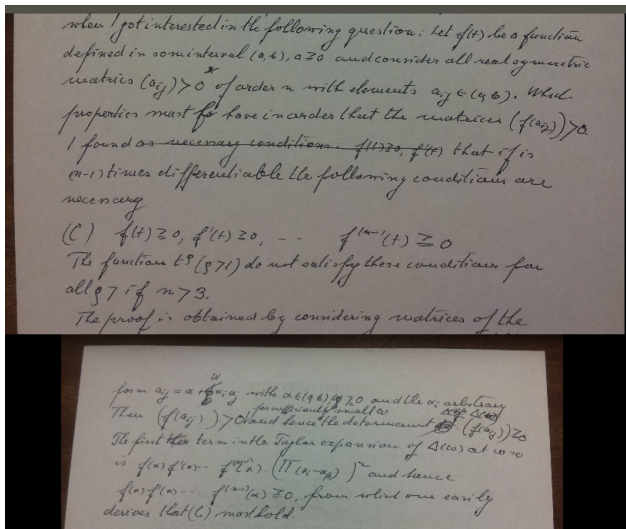 when I got interested in the following question: Let f(t) be a function
defined in some interval (a, b), a ≥ 0 and consider all real symmetric
matrices (a_ij) > 0 * of order n with elements a_ij ∈ (a, b). What
properties must f have in order that the matrices (f(a_ij)) > 0.
I found as necessary conditions f(t) ≥ 0, f'(t) that if is
(n-1) times differentiable the following conditions are
necessary
(C) f(t) ≥ 0, f'(t) ≥ 0, -- f^(n-1)(t) ≥ 0
The function t^ρ (ρ > 1) do not satisfy these conditions for
all ρ > 1 if n > 3.
The proof is obtained by considering matrices of the
form a_ij = α + ω α_i α_j with α ∈ (a, b) ω ≥ 0 and the α_i arbitrary
Then (f(a_ij)) > 0 for sufficiently small ω and hence the determinant Δ(ω) (f(a_ij)) ≥ 0
The first term in the Taylor expansion of Δ(ω) at ω = 0
is f(α) f'(α) -- f^(n-1)(α) · (Π(α_i - α_k))² and hence
f(α) f'(α) -- f^(n-1)(α) ≥ 0, from which one easily
derives that (C) must hold.